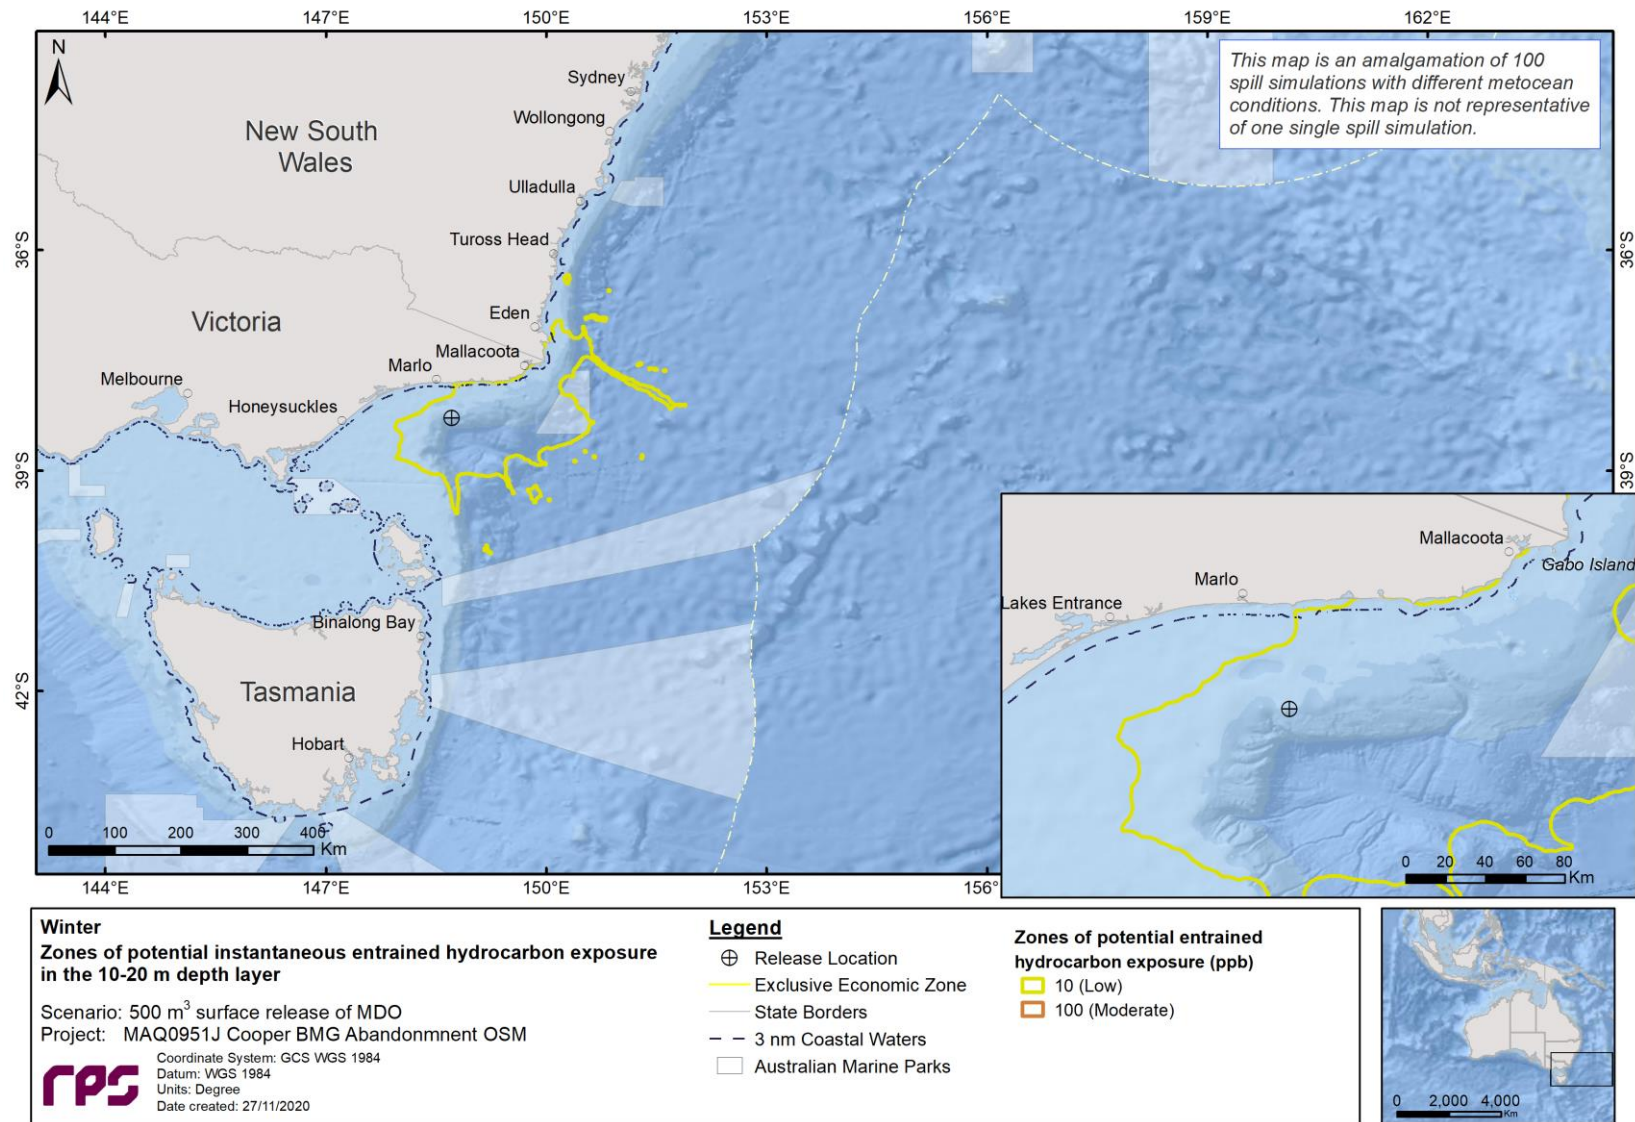 144°E 147°E 150°E 153°E 156°E 159°E 162°E
N
This map is an amalgamation of 100
spill simulations with different metocean
conditions. This map is not representative
of one single spill simulation.
Sydney
Wollongong
New South
Wales
Ulladulla
Tuross Head
36°S 36°S
Eden
Victoria
Mallacoota
Marlo
Melbourne
Honeysuckles
39°S 39°S
Mallacoota
Gabo Island
Marlo
Lakes Entrance
0 20 40 60 80
Km
Binalong Bay
Tasmania
42°S
Hobart
0 100 200 300 400
Km
144°E 147°E 150°E 153°E 156°E
Winter
Zones of potential instantaneous entrained hydrocarbon exposure
in the 10-20 m depth layer
Scenario: 500 m³ surface release of MDO
Project: MAQ0951J Cooper BMG Abandonmnent OSM
rps
Coordinate System: GCS WGS 1984
Datum: WGS 1984
Units: Degree
Date created: 27/11/2020
Legend
Release Location
Exclusive Economic Zone
State Borders
3 nm Coastal Waters
Australian Marine Parks
Zones of potential entrained
hydrocarbon exposure (ppb)
10 (Low)
100 (Moderate)
0 2,000 4,000
Km